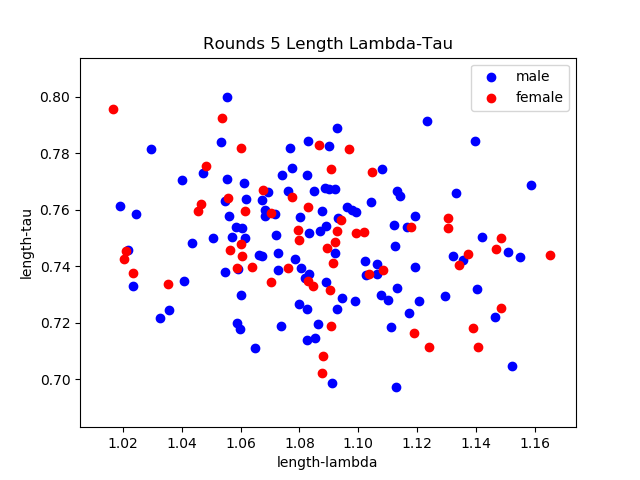 Rounds 5 Length Lambda-Tau
male
female
0.80
0.78
0.76
0.74
0.72
0.70
length-tau
1.02 1.04 1.06 1.08 1.10 1.12 1.14 1.16
length-lambda